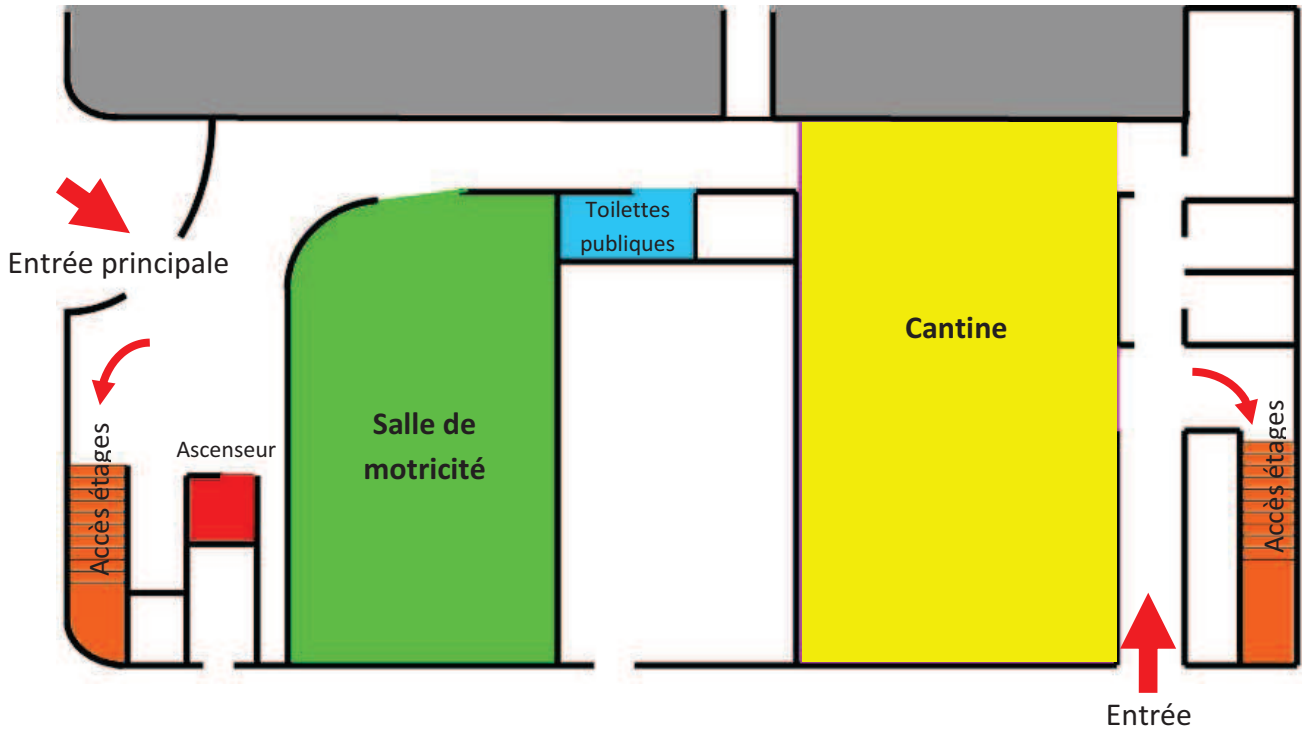 Toilettes
publiques
Entrée principale
Cantine
Salle de
motricité
Ascenseur
Accès étages
Accès étages
Entrée